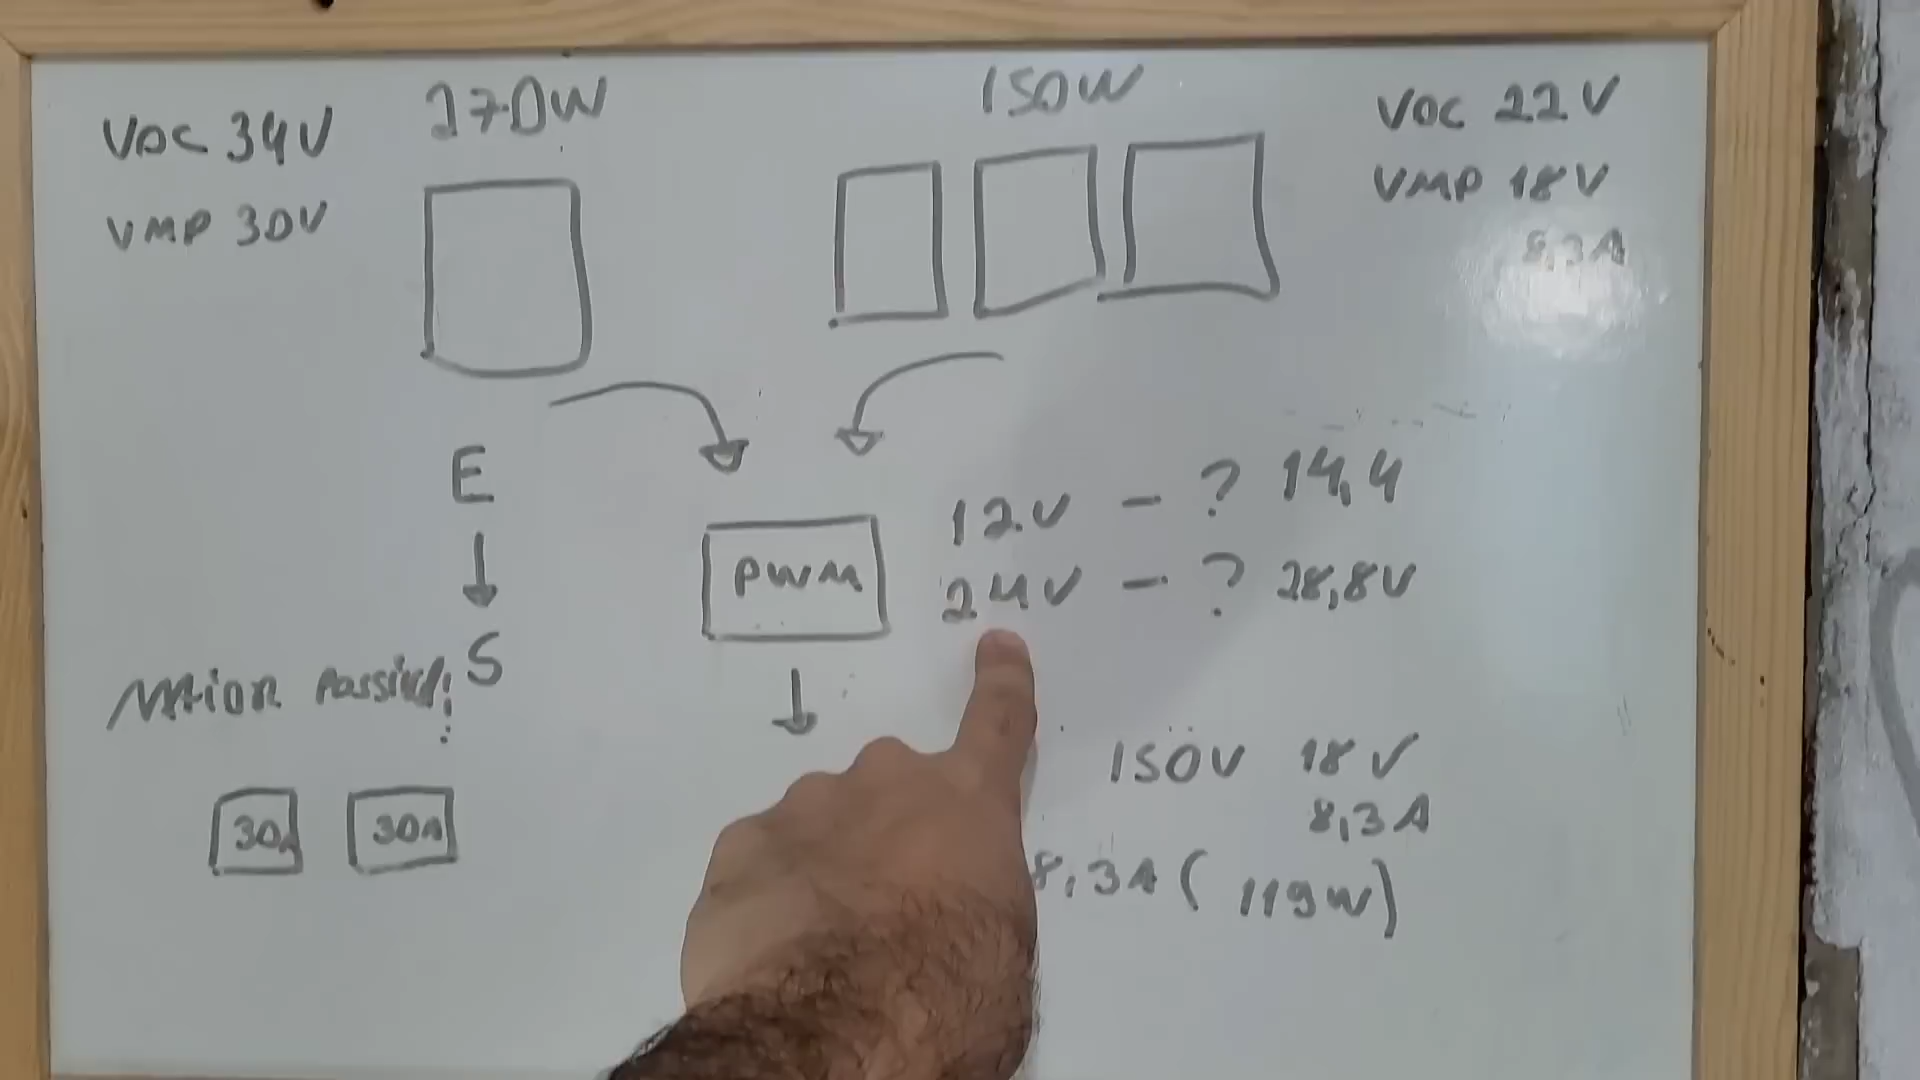 VOC 34V
VMP 30V
270W
150W
VOC 22V
VMP 18V
8,3A
E
S
PWM
12V - ? 14,4
24V - ? 28,8V
30A
30A
150V 18V
8,3A
8,3A (119W)